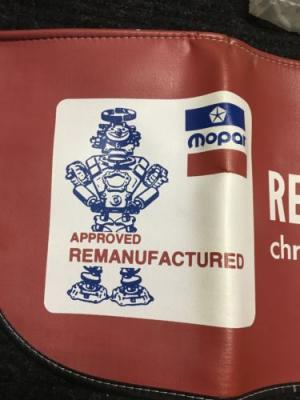 mopar
APPROVED
REMANUFACTURED
RE
chr